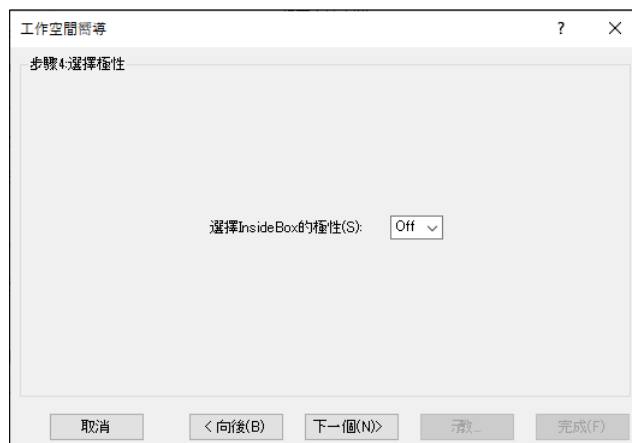 工作空間嚮導
步驟4:選擇極性
選擇InsideBox的極性(S):
Off
取消
< 向後(B)
下一個(N)>
完成(F)